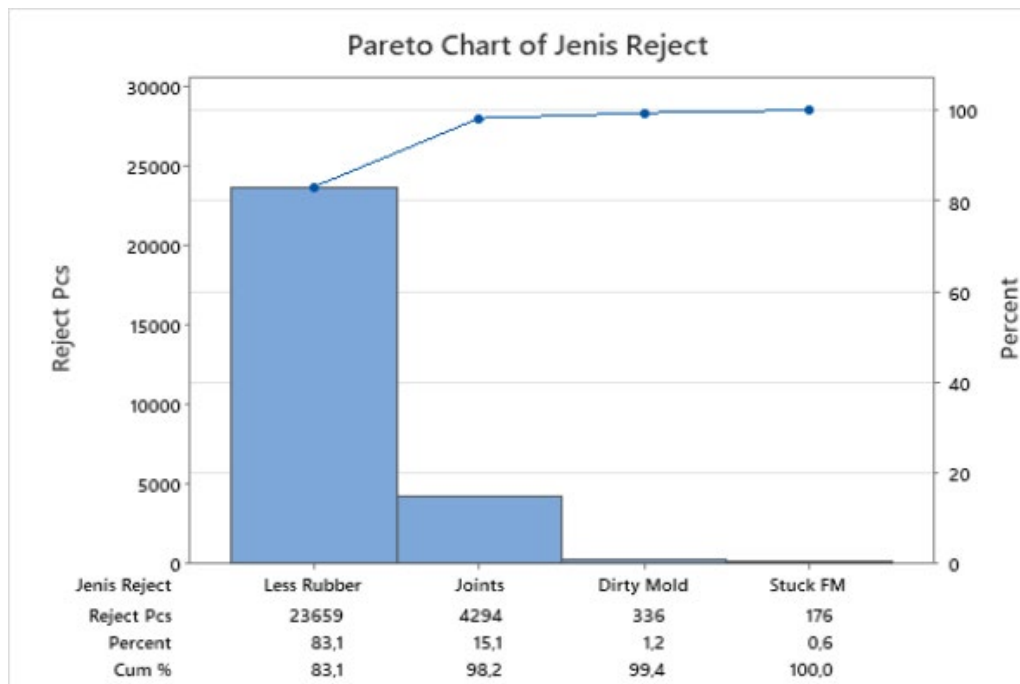 Pareto Chart of Jenis Reject
30000
25000
20000
15000
10000
5000
0
Reject Pcs
100
80
60
40
20
0
Percent
Jenis Reject Less Rubber Joints Dirty Mold Stuck FM
Reject Pcs 23659 4294 336 176
Percent 83,1 15,1 1,2 0,6
Cum % 83,1 98,2 99,4 100,0